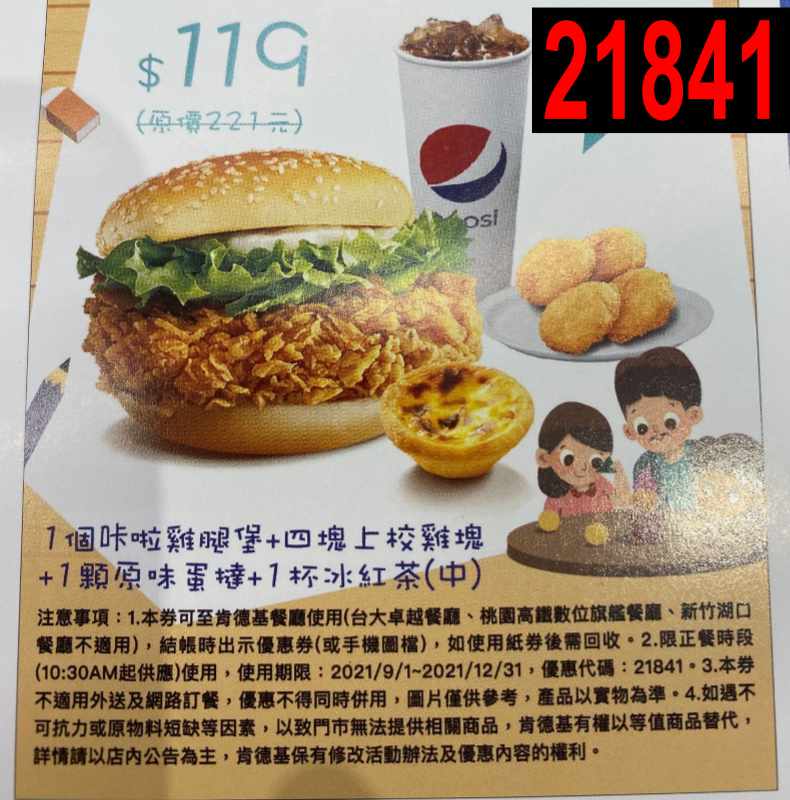 $119
21841
(原價221元)
osi
1個咔啦雞腿堡+四塊上校雞塊
+1顆原味蛋撻+1杯冰紅茶(中)
注意事項：1.本券可至肯德基餐廳使用(台大卓越餐廳、桃園高鐵數位旗艦餐廳、新竹湖口
餐廳不適用)，結帳時出示優惠券(或手機圖檔)，如使用紙券後需回收。2.限正餐時段
(10:30AM起供應)使用，使用期限：2021/9/1~2021/12/31，優惠代碼：21841。3.本券
不適用外送及網路訂餐，優惠不得同時併用，圖片僅供參考，產品以實物為準。4.如遇不
可抗力或原物料短缺等因素，以致門市無法提供相關商品，肯德基有權以等值商品替代，
詳情請以店內公告為主，肯德基保有修改活動辦法及優惠內容的權利。